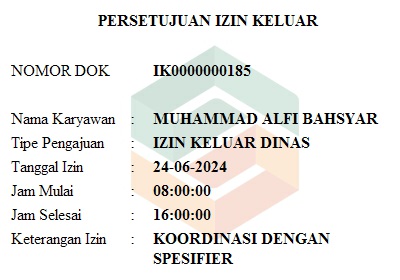 PERSETUJUAN IZIN KELUAR
NOMOR DOK IK0000000185
Nama Karyawan : MUHAMMAD ALFI BAHSYAR
Tipe Pengajuan : IZIN KELUAR DINAS
Tanggal Izin : 24-06-2024
Jam Mulai : 08:00:00
Jam Selesai : 16:00:00
Keterangan Izin : KOORDINASI DENGAN
SPESIFIER